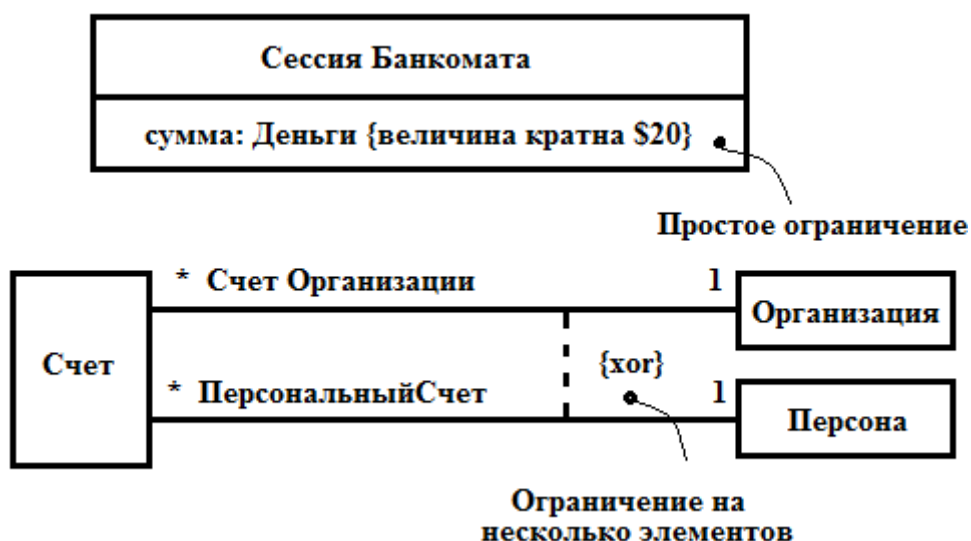 Сессия Банкомата
сумма: Деньги {величина кратна $20}
Простое ограничение
* Счет Организации 1
Организация
Счет
{xor}
* ПерсональныйСчет 1
Персона
Ограничение на
несколько элементов